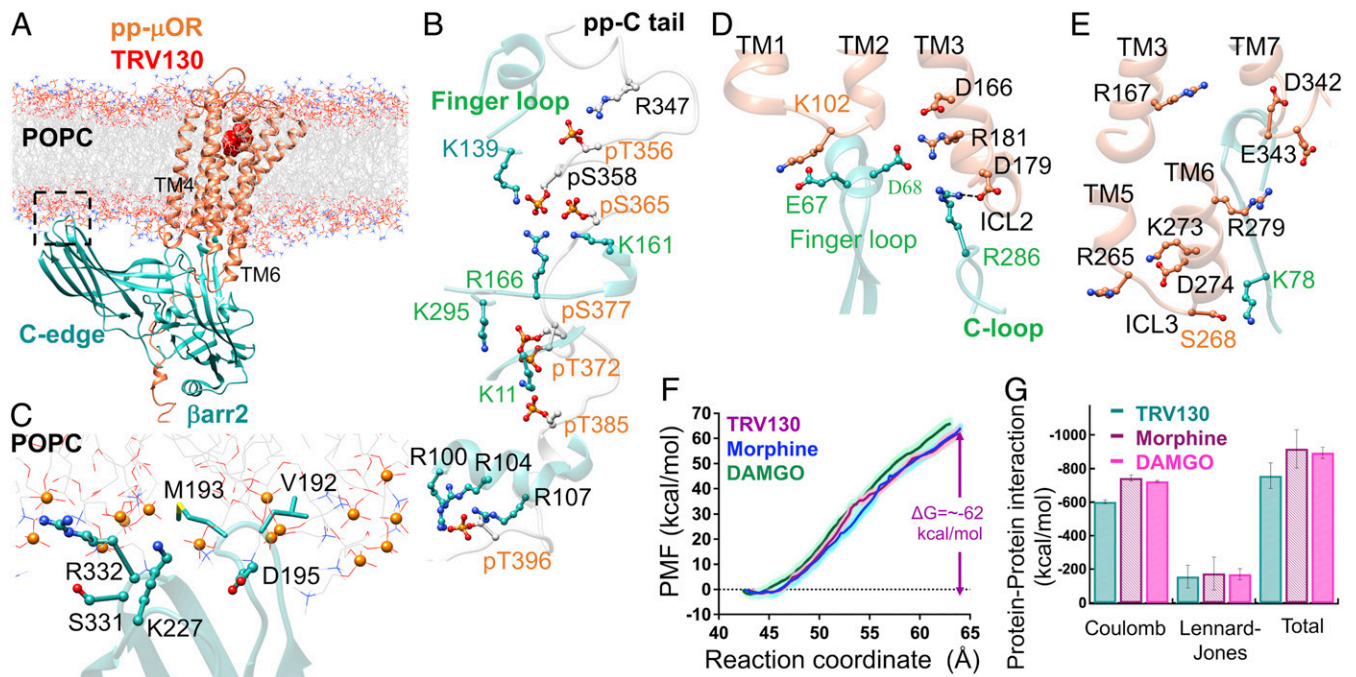 A
pp-μOR
TRV130
POPC
TM4
TM6
C-edge
βarr2
B
pp-C tail
Finger loop
R347
K139
pT356
pS358
pS365
K161
R166
K295
pS377
pT372
K11
pT385
R100
R104
R107
pT396
C
POPC
M193
V192
R332
D195
S331
K227
D
TM1
TM2
TM3
D166
K102
R181
D179
D68
E67
ICL2
Finger loop
R286
C-loop
E
TM3
TM7
R167
D342
E343
TM6
TM5
K273
R279
R265
D274
K78
ICL3
S268
F
TRV130
Morphine
DAMGO
PMF (kcal/mol)
70
60
50
40
30
20
10
0
-10
ΔG=~-62
kcal/mol
40 45 50 55 60 65
Reaction coordinate (Å)
G
TRV130
Morphine
DAMGO
Protein-Protein interaction
(kcal/mol)
-1000
-800
-600
-400
-200
0
Coulomb
Lennard-
Jones
Total